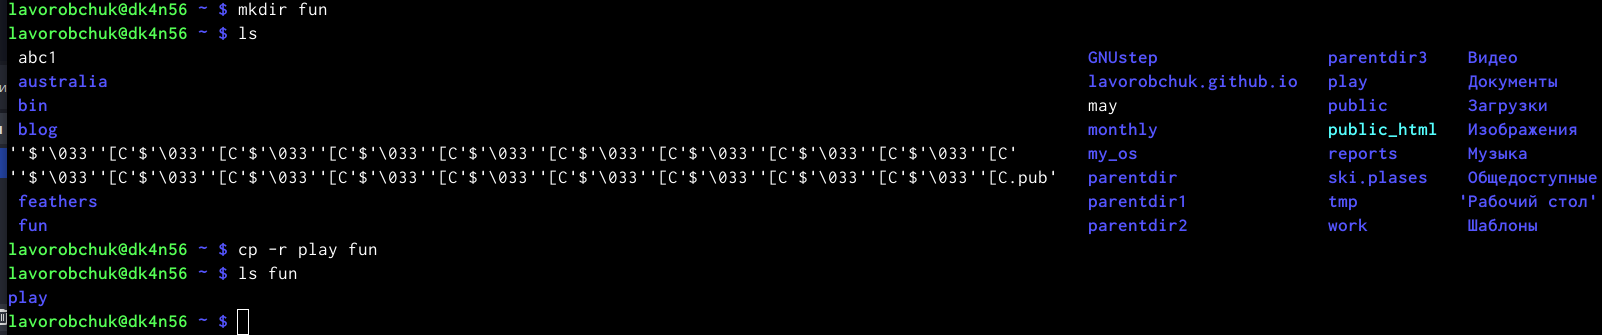 lavorobchuk@dk4n56 ~ $ mkdir fun
lavorobchuk@dk4n56 ~ $ ls
abc1 GNUstep parentdir3 Видео
australia lavorobchuk.github.io play Документы
bin may public Загрузки
blog monthly public_html Изображения
''$'\033''[C'$'\033''[C'$'\033''[C'$'\033''[C'$'\033''[C'$'\033''[C'$'\033''[C'$'\033''[C'$'\033''[C' my_os reports Музыка
''$'\033''[C'$'\033''[C'$'\033''[C'$'\033''[C'$'\033''[C'$'\033''[C'$'\033''[C'$'\033''[C'$'\033''[C.pub' parentdir ski.plases Общедоступные
feathers parentdir1 tmp 'Рабочий стол'
fun parentdir2 work Шаблоны
lavorobchuk@dk4n56 ~ $ cp -r play fun
lavorobchuk@dk4n56 ~ $ ls fun
play
lavorobchuk@dk4n56 ~ $